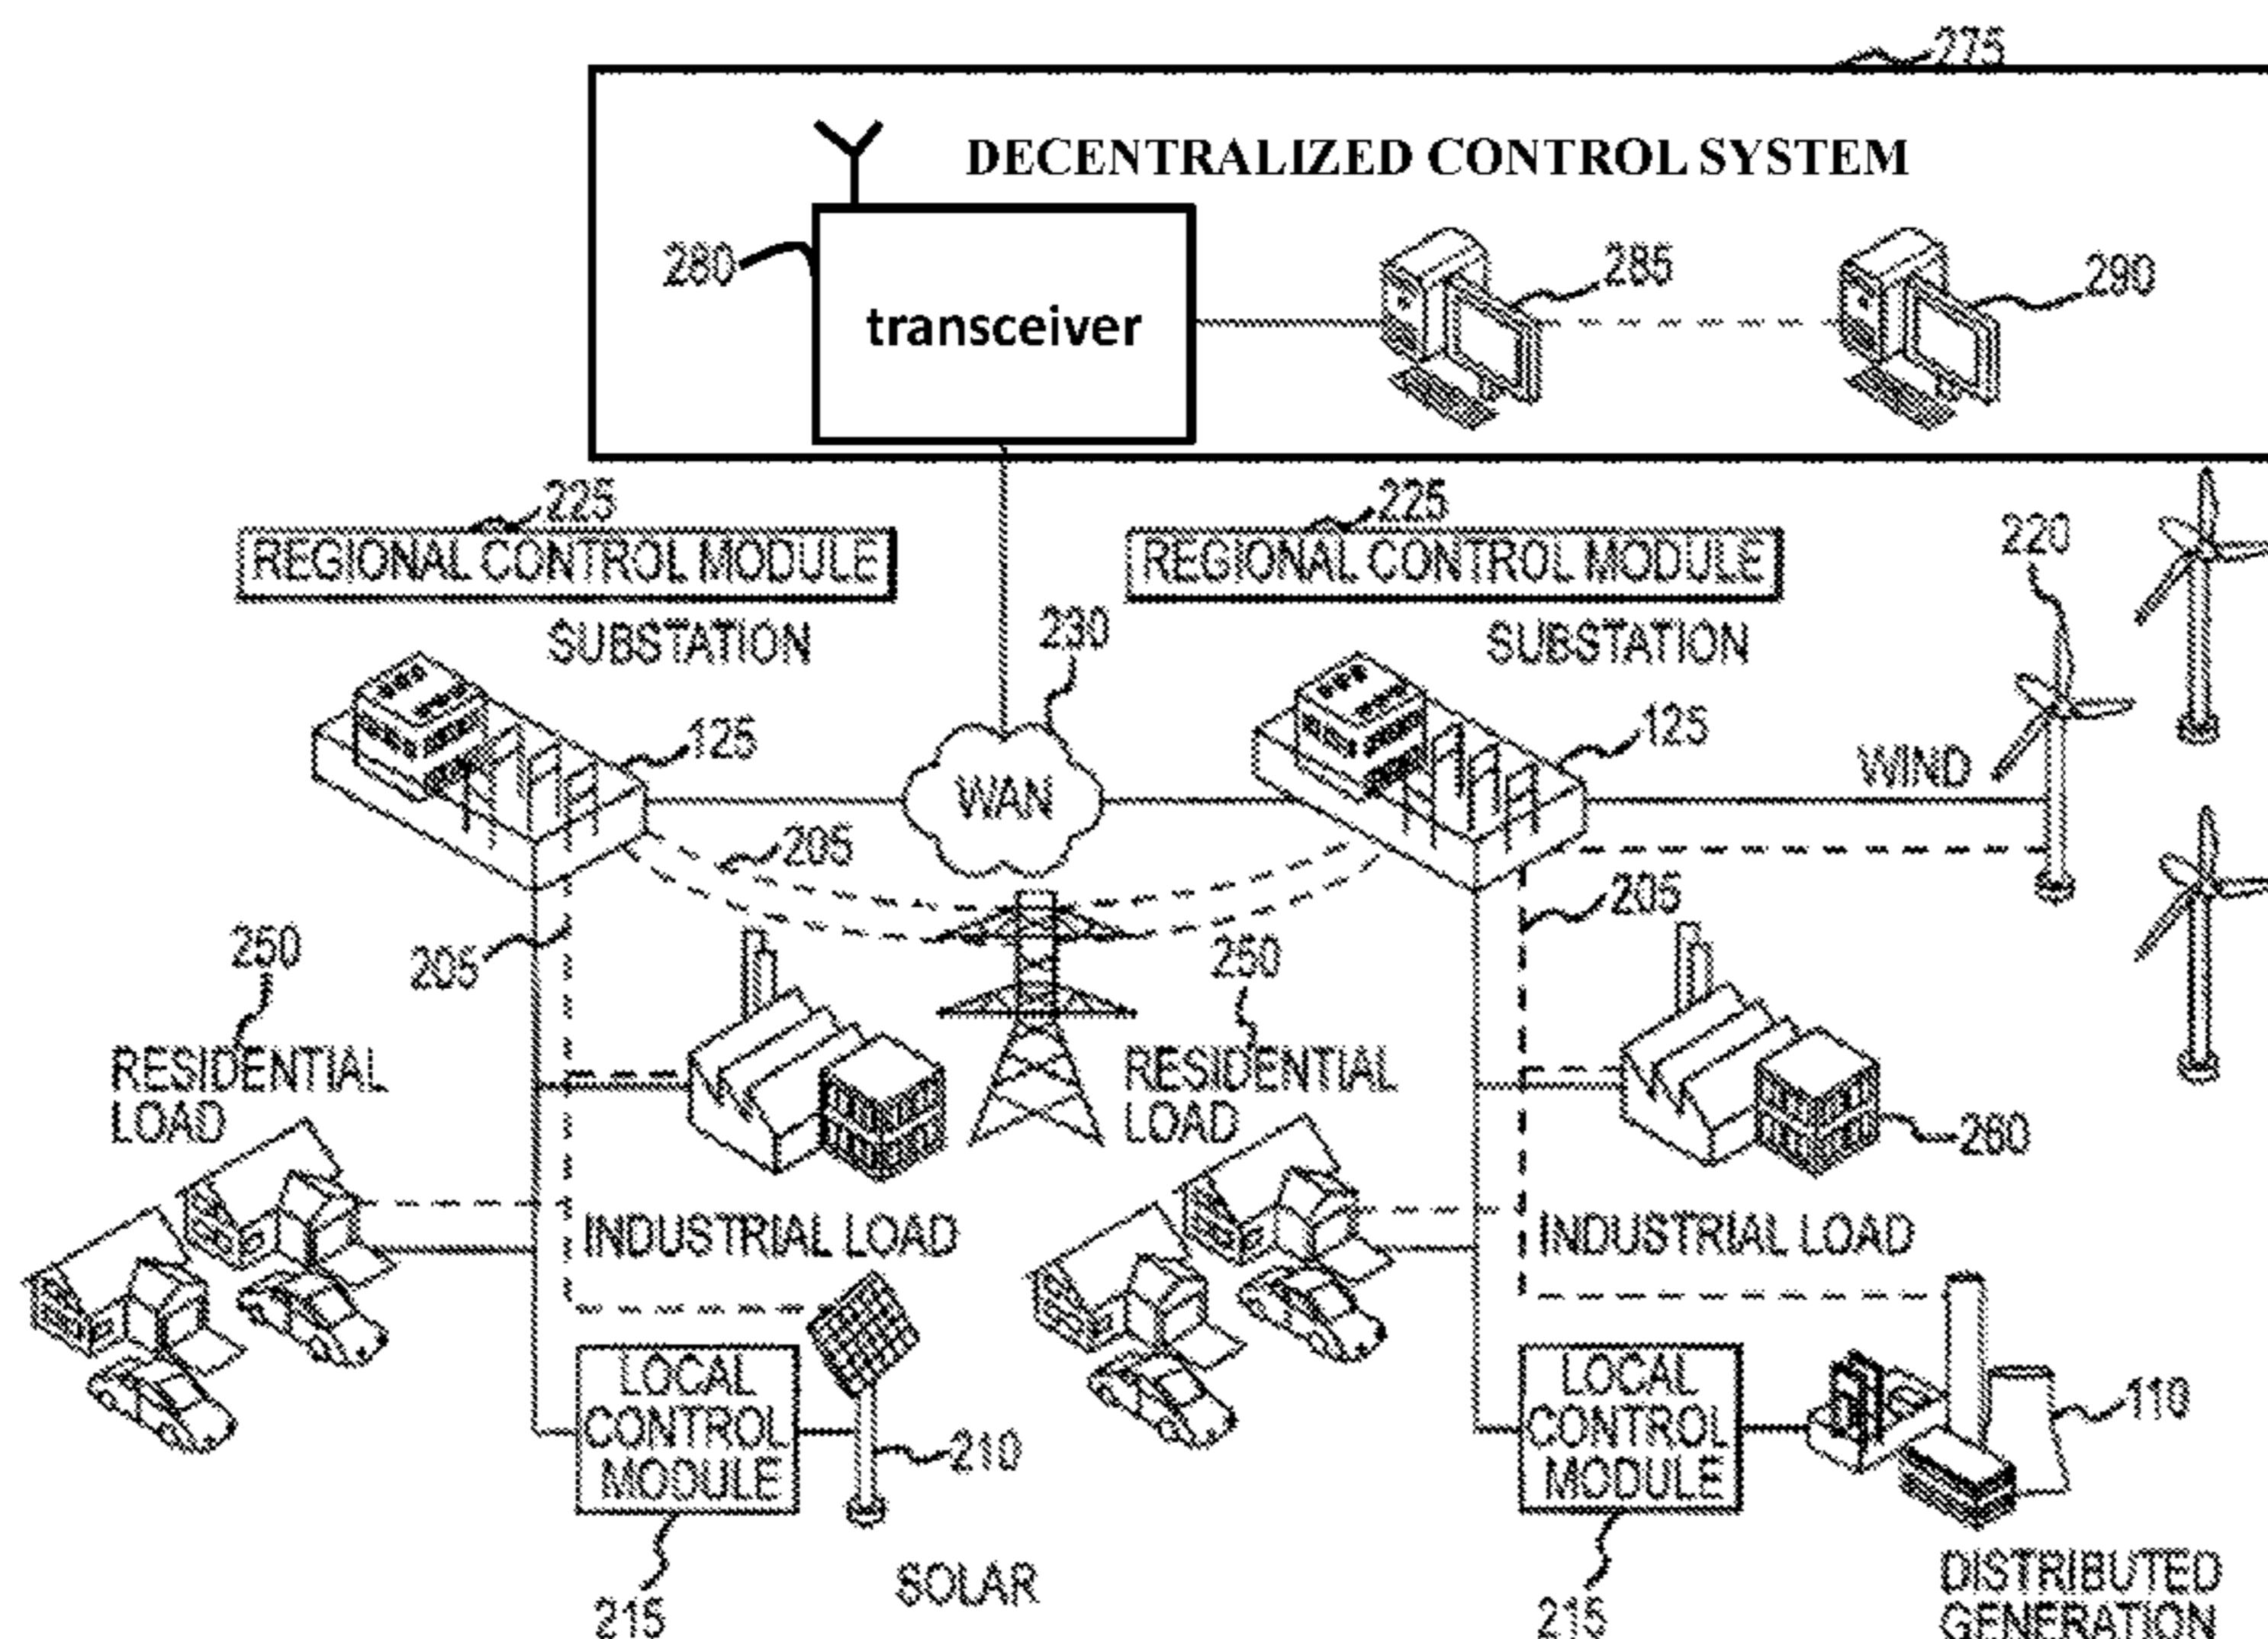 275
DECENTRALIZED CONTROL SYSTEM
280
transceiver
285
290
225
REGIONAL CONTROL MODULE
225
REGIONAL CONTROL MODULE
220
SUBSTATION
230
SUBSTATION
125
WAN
125
WIND
205
205
250
205
250
RESIDENTIAL
LOAD
RESIDENTIAL
LOAD
260
INDUSTRIAL LOAD
INDUSTRIAL LOAD
LOCAL
CONTROL
MODULE
210
LOCAL
CONTROL
MODULE
110
215
SOLAR
215
DISTRIBUTED
GENERATION